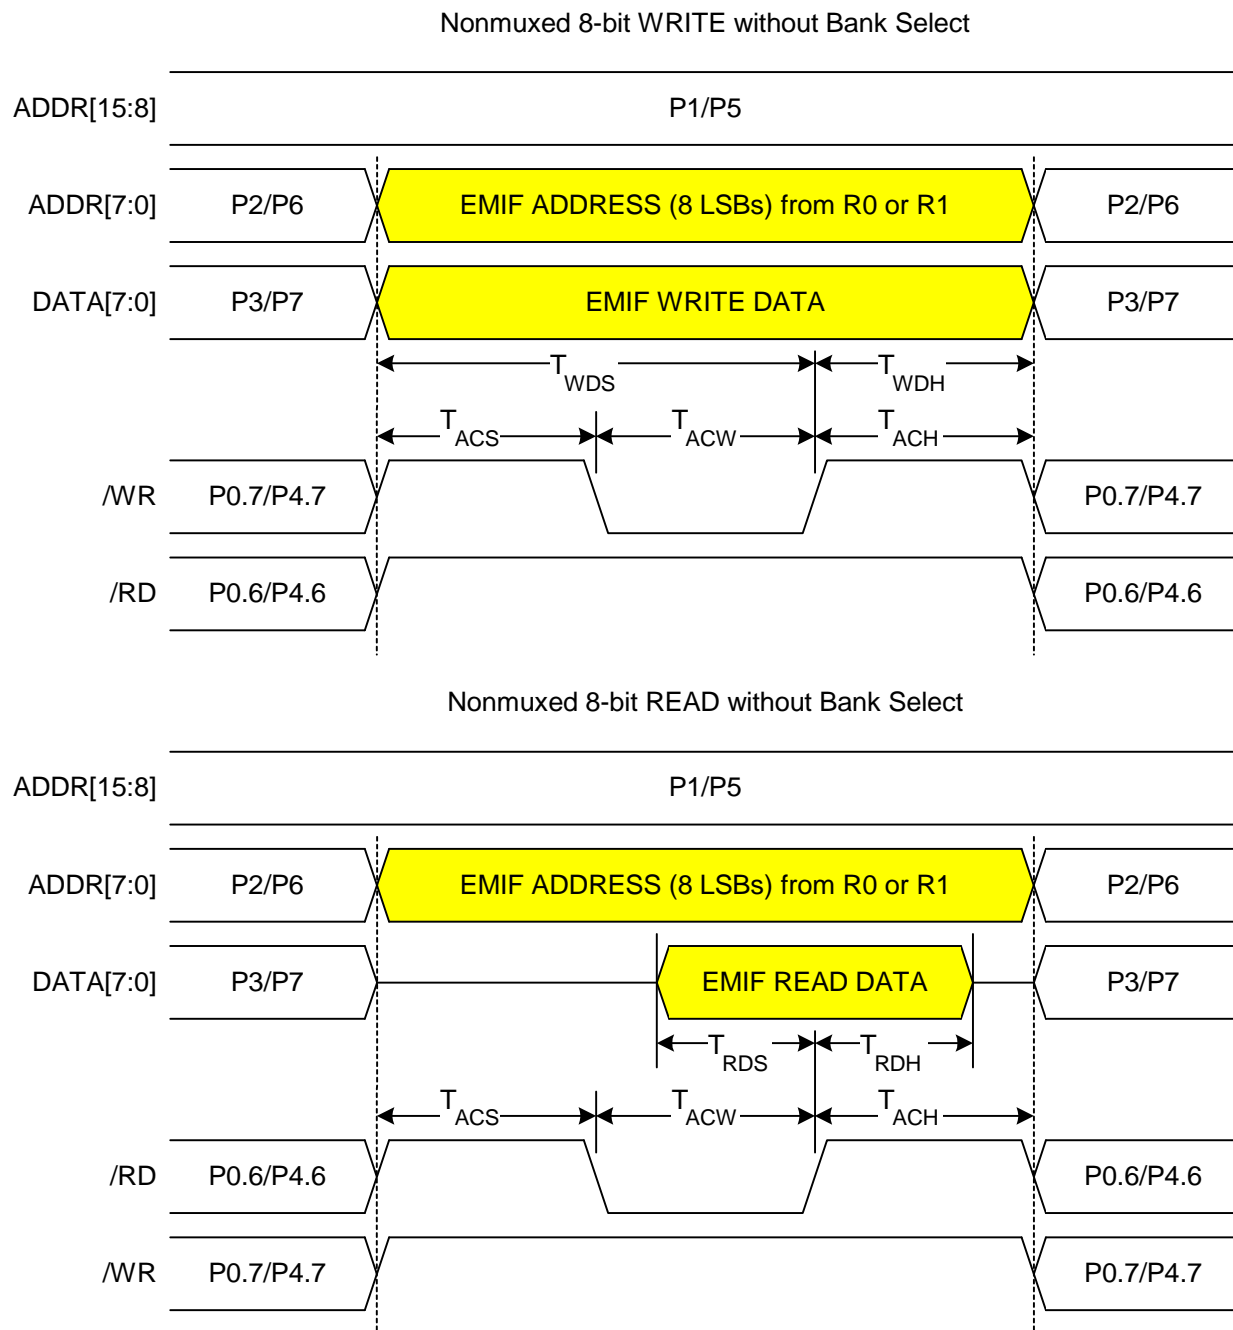 Nonmuxed 8-bit WRITE without Bank Select
ADDR[15:8] P1/P5
ADDR[7:0] P2/P6 EMIF ADDRESS (8 LSBs) from R0 or R1 P2/P6
DATA[7:0] P3/P7 EMIF WRITE DATA P3/P7
TWDS TWDH
TACS TACW TACH
/WR P0.7/P4.7 P0.7/P4.7
/RD P0.6/P4.6 P0.6/P4.6
Nonmuxed 8-bit READ without Bank Select
ADDR[15:8] P1/P5
ADDR[7:0] P2/P6 EMIF ADDRESS (8 LSBs) from R0 or R1 P2/P6
DATA[7:0] P3/P7 EMIF READ DATA P3/P7
TRDS TRDH
TACS TACW TACH
/RD P0.6/P4.6 P0.6/P4.6
/WR P0.7/P4.7 P0.7/P4.7